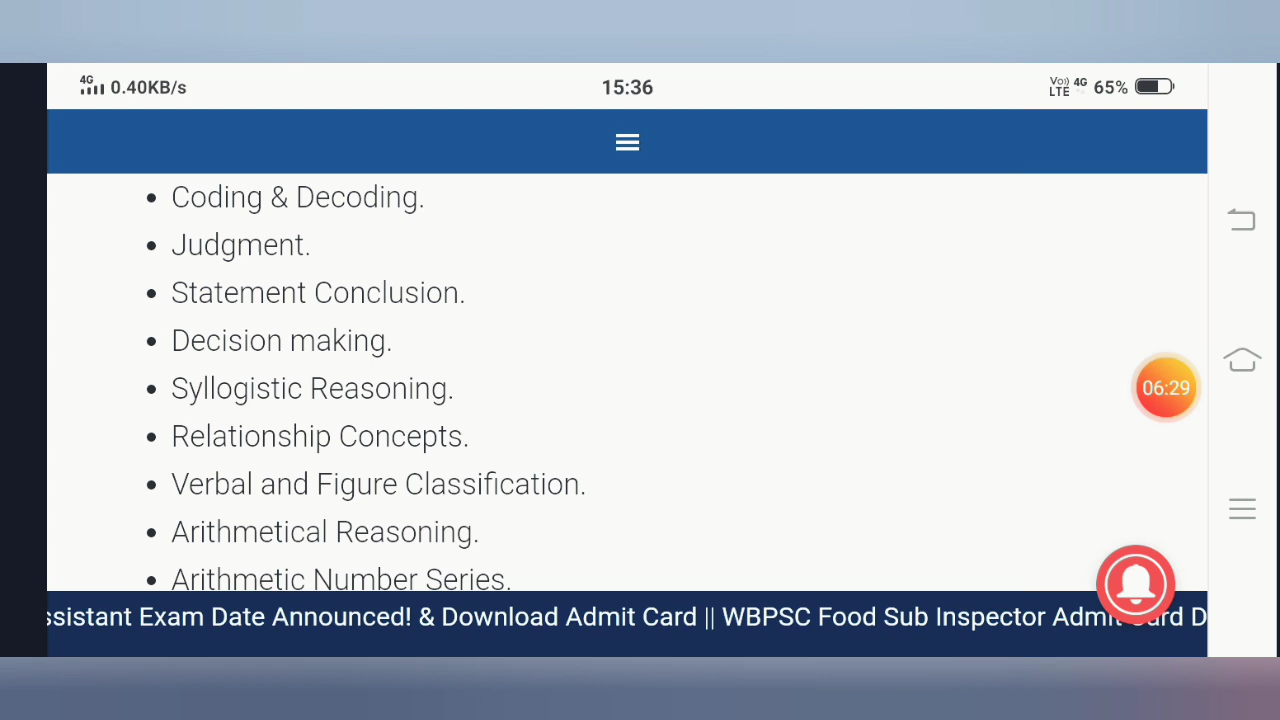 4G 0.40KB/s 15:36 Vo)) LTE 4G 65%
Coding & Decoding.
Judgment.
Statement Conclusion.
Decision making.
Syllogistic Reasoning.
06:29
Relationship Concepts.
Verbal and Figure Classification.
Arithmetical Reasoning.
Arithmetic Number Series.
ssistant Exam Date Announced! & Download Admit Card || WBPSC Food Sub Inspector Admit Card D